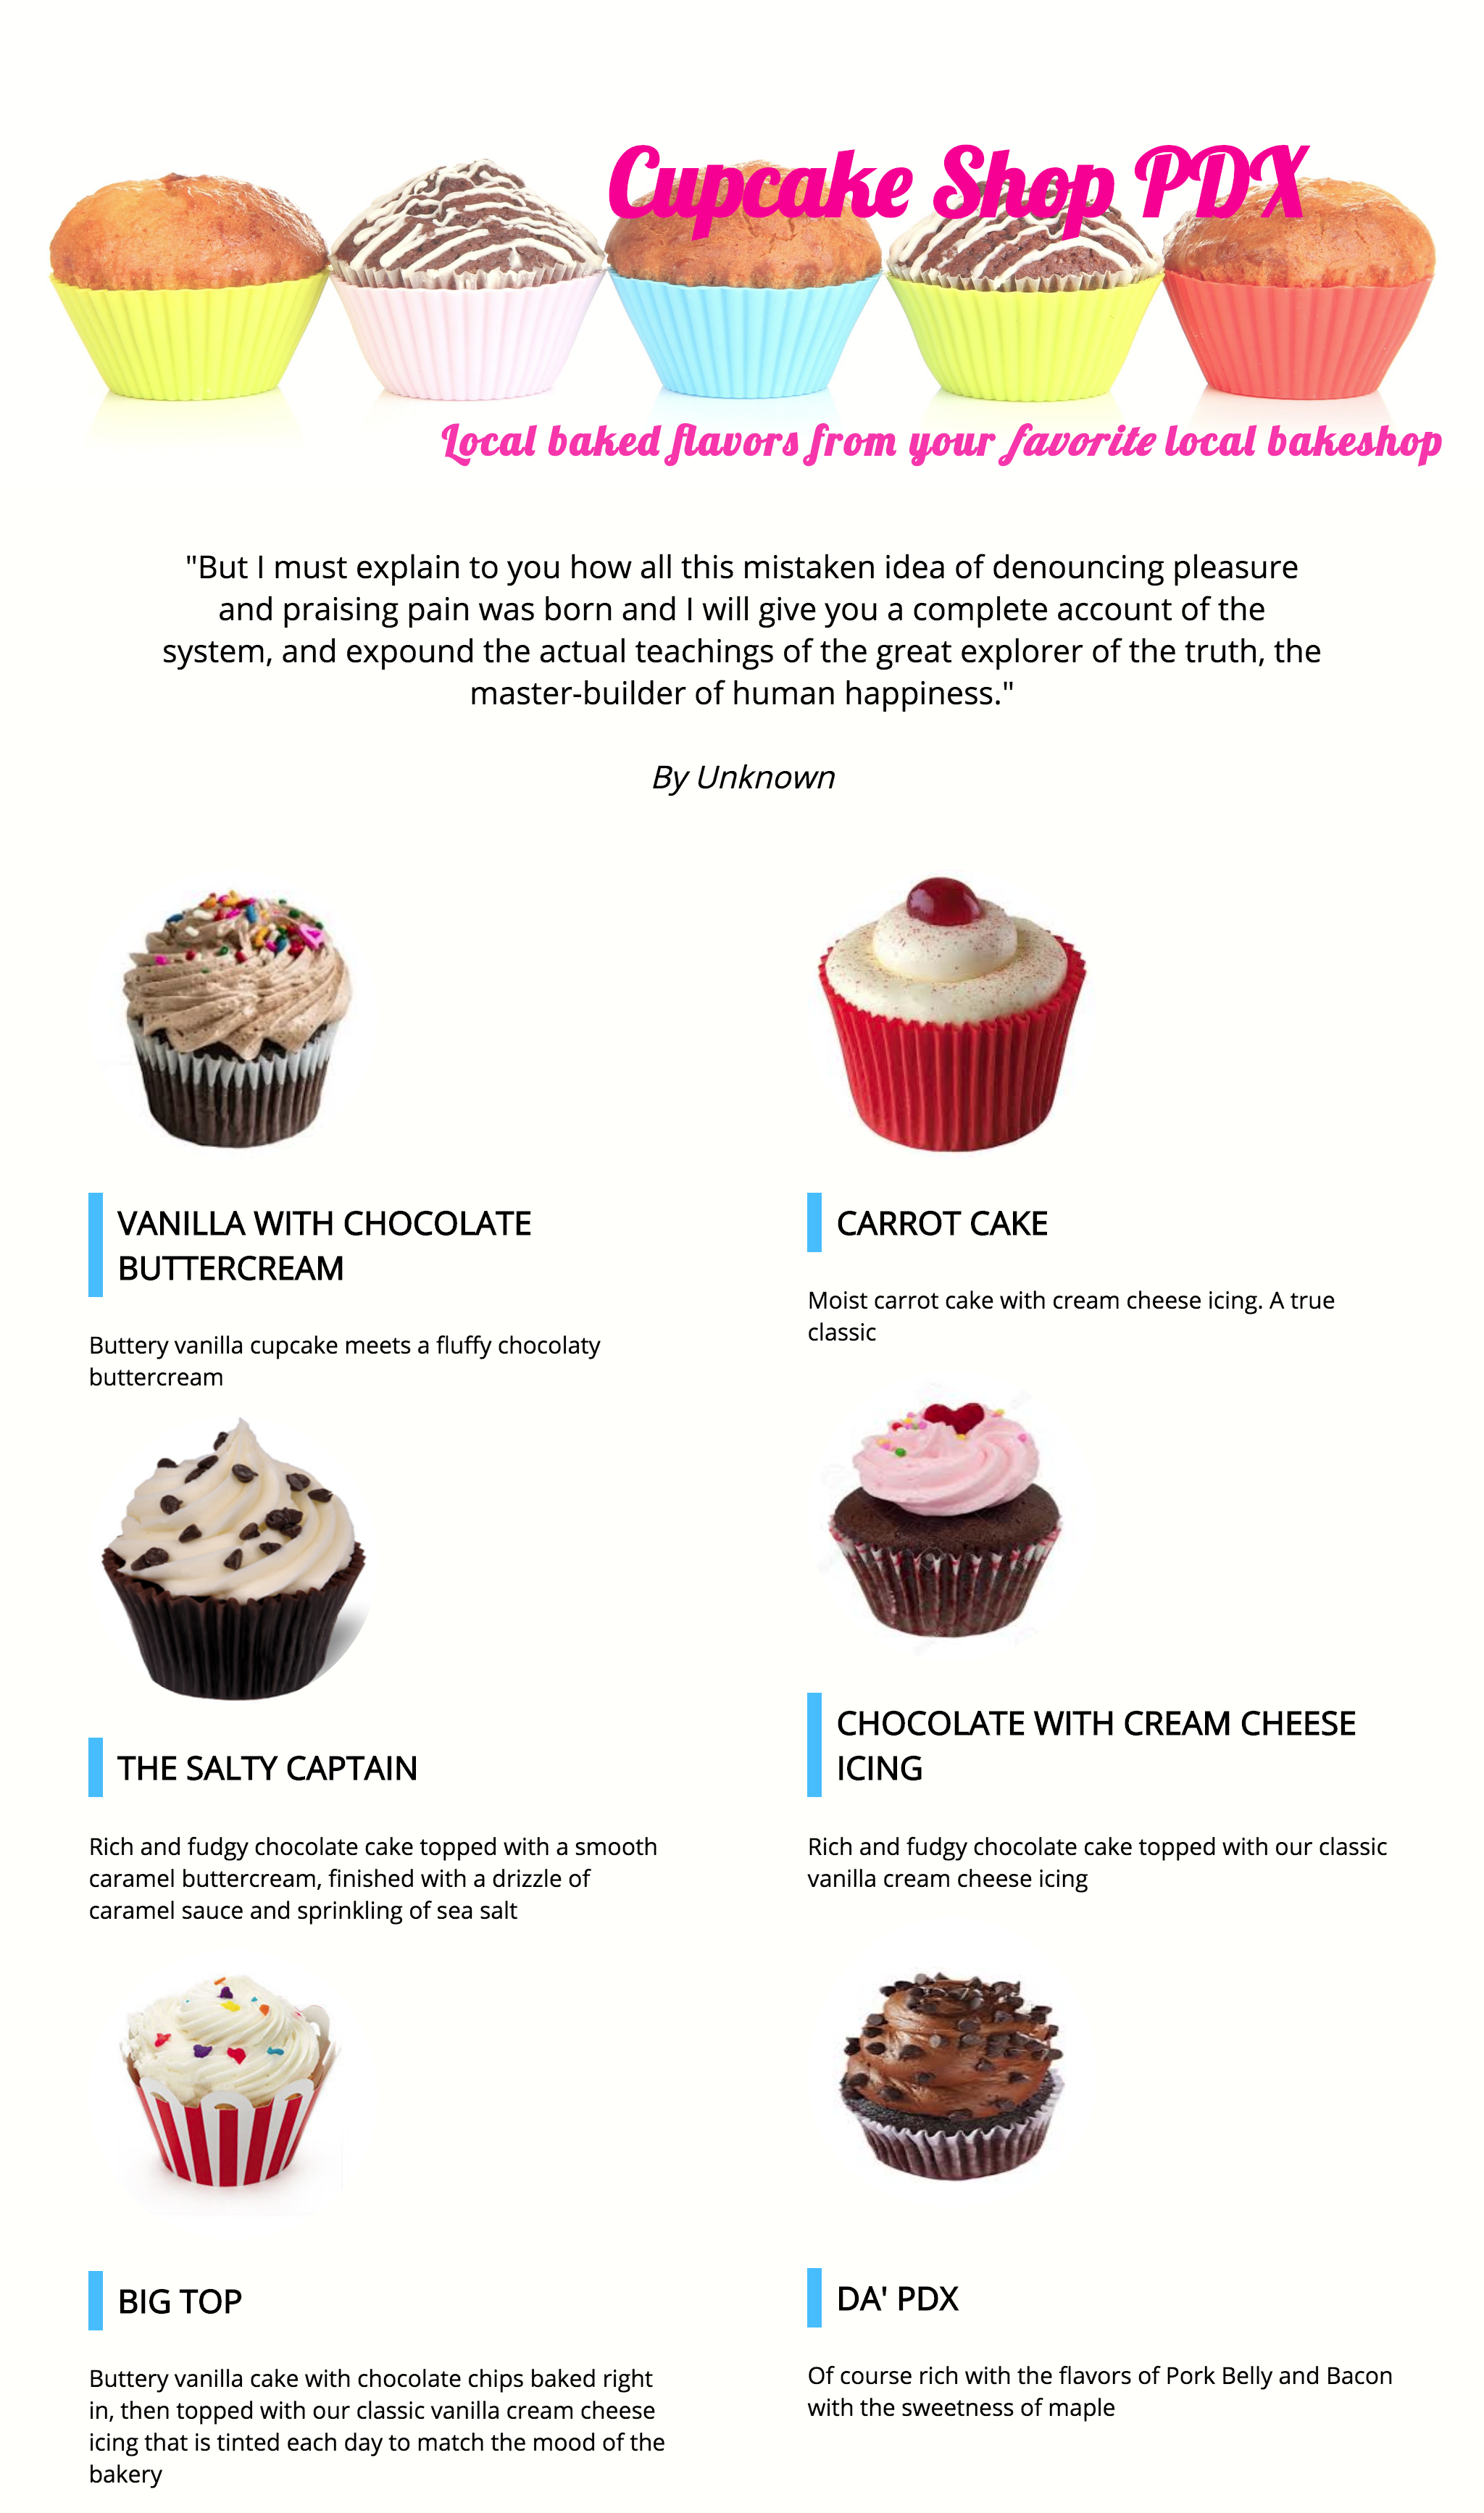 Cupcake Shop PDX
Local baked flavors from your favorite local bakeshop
"But I must explain to you how all this mistaken idea of denouncing pleasure
and praising pain was born and I will give you a complete account of the
system, and expound the actual teachings of the great explorer of the truth, the
master-builder of human happiness."
By Unknown
VANILLA WITH CHOCOLATE
BUTTERCREAM
Buttery vanilla cupcake meets a fluffy chocolaty
buttercream
CARROT CAKE
Moist carrot cake with cream cheese icing. A true
classic
THE SALTY CAPTAIN
Rich and fudgy chocolate cake topped with a smooth
caramel buttercream, finished with a drizzle of
caramel sauce and sprinkling of sea salt
CHOCOLATE WITH CREAM CHEESE
ICING
Rich and fudgy chocolate cake topped with our classic
vanilla cream cheese icing
BIG TOP
Buttery vanilla cake with chocolate chips baked right
in, then topped with our classic vanilla cream cheese
icing that is tinted each day to match the mood of the
bakery
DA' PDX
Of course rich with the flavors of Pork Belly and Bacon
with the sweetness of maple